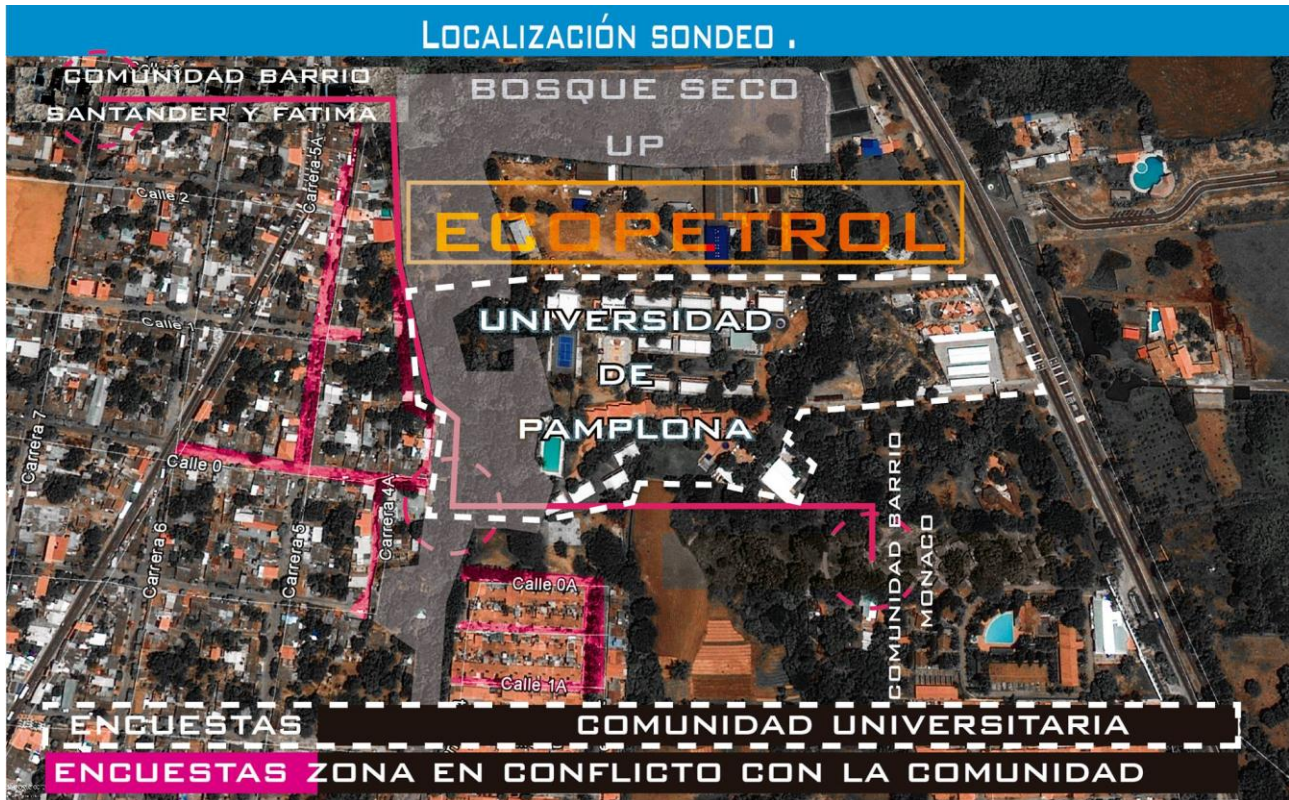 LOCALIZACIÓN SONDEO .
COMUNIDAD BARRIO
SANTANDER Y FATIMA
BOSQUE SECO
UP
Carrera 5A
Calle 2
ECOPETROL
Calle 1
UNIVERSIDAD
DE
PAMPLONA
Carrera 7
Calle 0
Carrera 4A
Carrera 6
Carrera 5
COMUNIDAD BARRIO
MONACO
Calle 0A
Calle 1A
ENCUESTAS COMUNIDAD UNIVERSITARIA
ENCUESTAS ZONA EN CONFLICTO CON LA COMUNIDAD